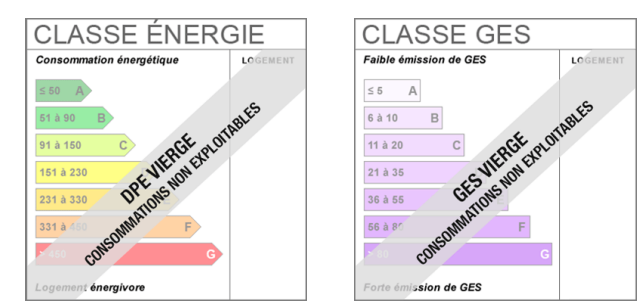 CLASSE ÉNERGIE
Consommation énergétique
LOGEMENT
≤ 50 A
51 à 90 B
91 à 150 C
151 à 230
231 à 330
331 à 450 F
> 450 G
Logement énergivore
DPE VIERGE
CONSOMMATIONS NON EXPLOITABLES
CLASSE GES
Faible émission de GES
LOGEMENT
≤ 5 A
6 à 10 B
11 à 20 C
21 à 35
36 à 55 E
56 à 80 F
> 80 G
Forte émission de GES
GES VIERGE
CONSOMMATIONS NON EXPLOITABLES